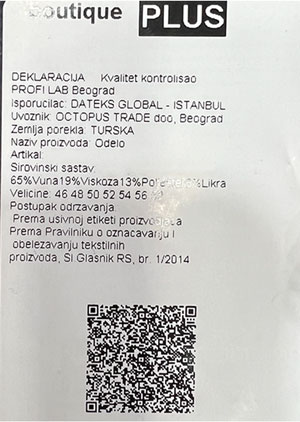 boutique PLUS
DEKLARACIJA Kvalitet kontrolisao
PROFI LAB Beograd
Isporucilac: DATEKS GLOBAL - ISTANBUL
Uvoznik: OCTOPUS TRADE doo, Beograd
Zemlja porekla: TURSKA
Naziv proizvoda: Odelo
Artikal:
Sirovinski sastav:
65%Vuna19%Viskoza13%
Velicine: 46 48 50 52 54 56
Postupak odrzavanja
Prema usivnoj etiketi proizvodjaca
Prema Pravilniku o oznacavanju i
obelezavanju tekstilnih
proizvoda, Sl Glasnik RS, br. 1/2014